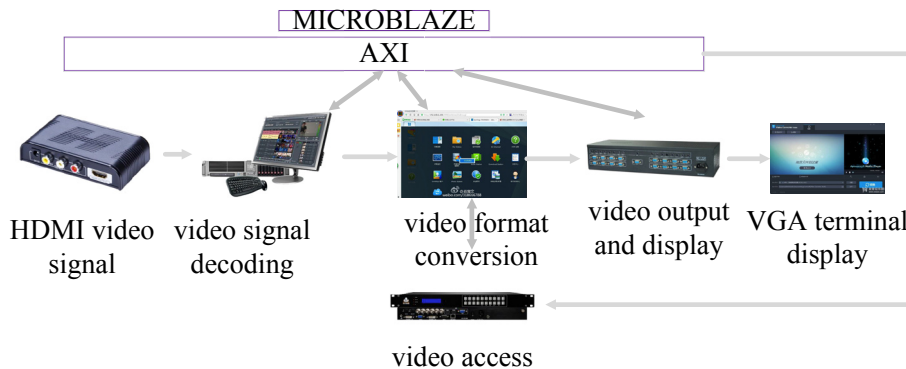 MICROBLAZE
AXI
HDMI video
signal
video signal
decoding
video format
conversion
video output
and display
VGA terminal
display
video access